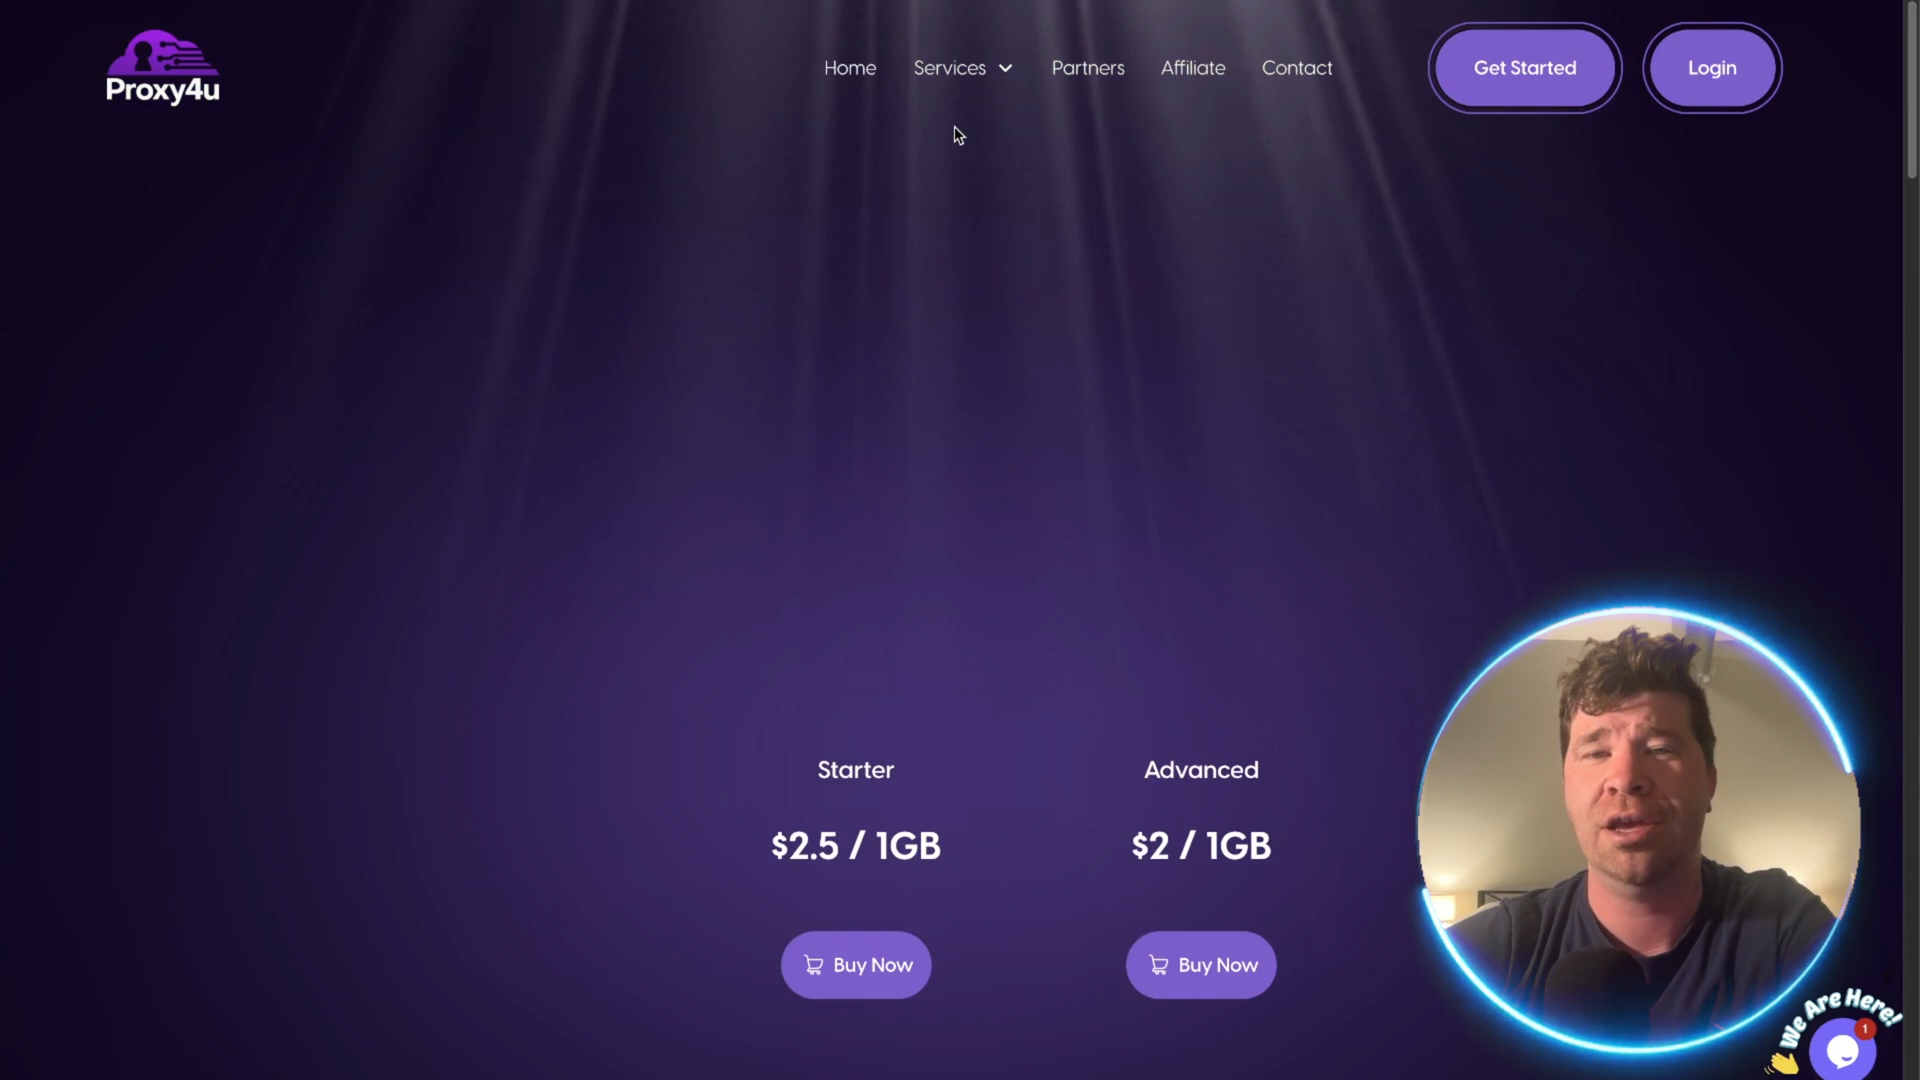 Proxy4u
Home
Services
Partners
Affiliate
Contact
Get Started
Login
Starter
Advanced
$2.5 / 1GB
$2 / 1GB
Buy Now
Buy Now
We Are Here!
1